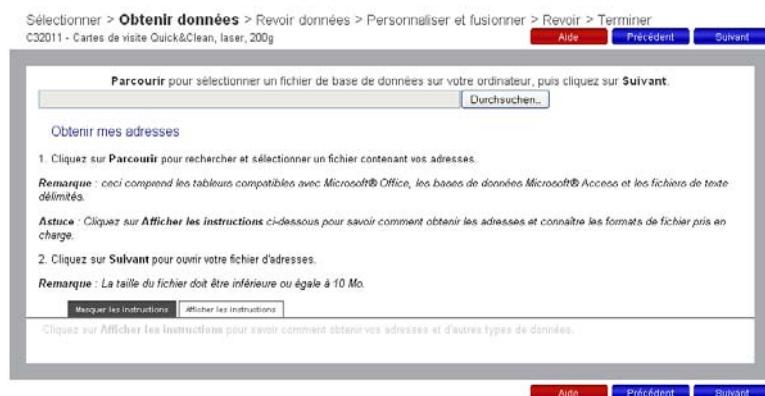 Sélectionner > Obtenir données > Revoir données > Personnaliser et fusionner > Revoir > Terminer
C32011 - Cartes de visite Quick&Clean, laser, 200g
Aide Précédent Suivant
Parcourir pour sélectionner un fichier de base de données sur votre ordinateur, puis cliquez sur Suivant.
Durchsuchen...
Obtenir mes adresses
1. Cliquez sur Parcourir pour rechercher et sélectionner un fichier contenant vos adresses.
Remarque : ceci comprend les tableurs compatibles avec Microsoft® Office, les bases de données Microsoft® Access et les fichiers de texte
délimités.
Astuce : Cliquez sur Afficher les instructions ci-dessous pour savoir comment obtenir les adresses et connaître les formats de fichier pris en
charge.
2. Cliquez sur Suivant pour ouvrir votre fichier d'adresses.
Remarque : La taille du fichier doit être inférieure ou égale à 10 Mo.
Masquer les instructions Afficher les instructions
Cliquez sur Afficher les instructions pour savoir comment obtenir vos adresses et d'autres types de données.
Aide Précédent Suivant